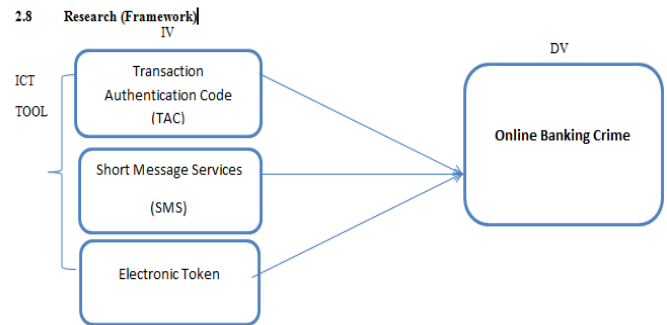 2.8 Research (Framework)
IV
DV
ICT
TOOL
Transaction
Authentication Code
(TAC)
Short Message Services
(SMS)
Electronic Token
Online Banking Crime